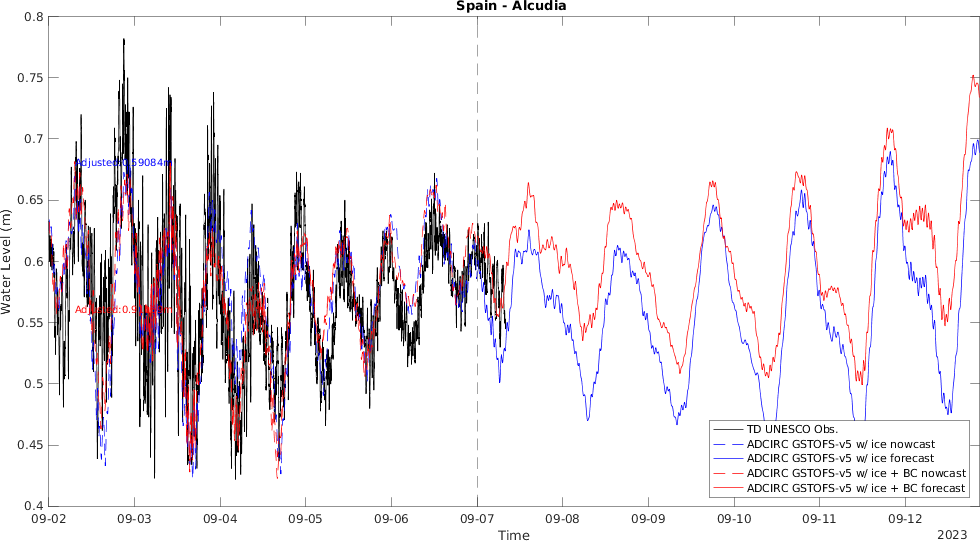 Spain - Alcudia
Water Level (m)
0.8
0.75
0.7
0.65
0.6
0.55
0.5
0.45
0.4
TD UNESCO Obs.
ADCIRC GSTOFS-v5 w/ ice nowcast
ADCIRC GSTOFS-v5 w/ ice forecast
ADCIRC GSTOFS-v5 w/ ice + BC nowcast
ADCIRC GSTOFS-v5 w/ ice + BC forecast
09-02 09-03 09-04 09-05 09-06 09-07 09-08 09-09 09-10 09-11 09-12
Time
2023